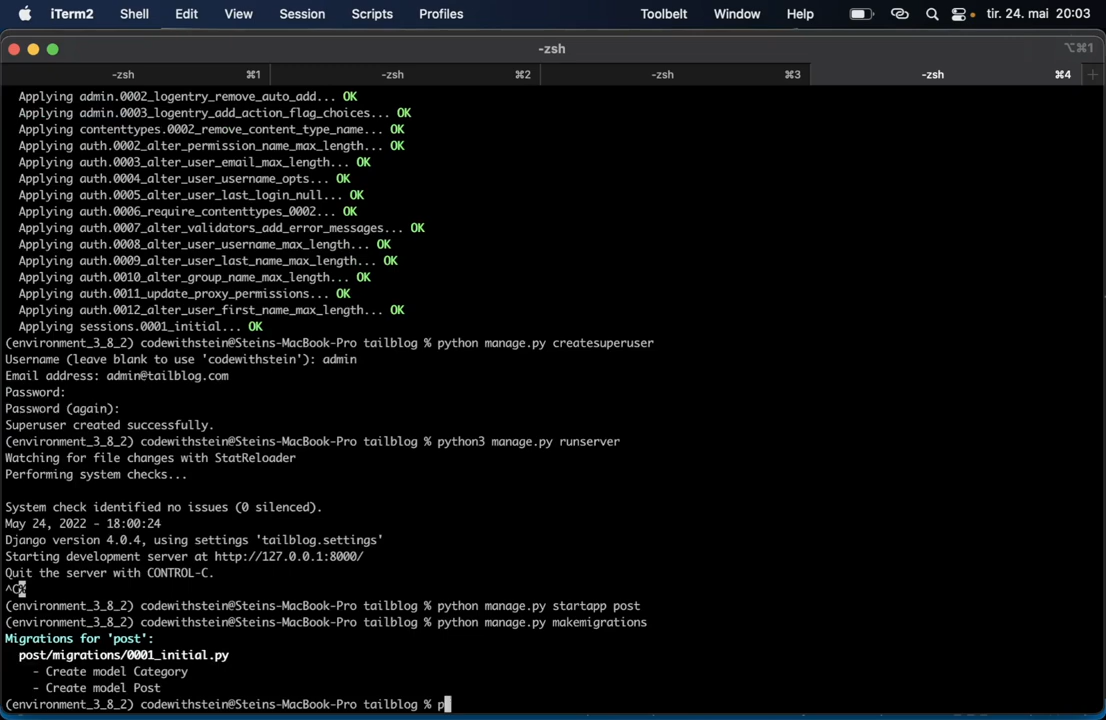 iTerm2 Shell Edit View Session Scripts Profiles Toolbelt Window Help tir. 24. mai 20:03
-zsh ⌥⌘1
-zsh ⌘1 -zsh ⌘2 -zsh ⌘3 -zsh ⌘4 +
Applying admin.0002_logentry_remove_auto_add... OK
Applying admin.0003_logentry_add_action_flag_choices... OK
Applying contenttypes.0002_remove_content_type_name... OK
Applying auth.0002_alter_permission_name_max_length... OK
Applying auth.0003_alter_user_email_max_length... OK
Applying auth.0004_alter_user_username_opts... OK
Applying auth.0005_alter_user_last_login_null... OK
Applying auth.0006_require_contenttypes_0002... OK
Applying auth.0007_alter_validators_add_error_messages... OK
Applying auth.0008_alter_user_username_max_length... OK
Applying auth.0009_alter_user_last_name_max_length... OK
Applying auth.0010_alter_group_name_max_length... OK
Applying auth.0011_update_proxy_permissions... OK
Applying auth.0012_alter_user_first_name_max_length... OK
Applying sessions.0001_initial... OK
(environment_3_8_2) codewithstein@Steins-MacBook-Pro tailblog % python manage.py createsuperuser
Username (leave blank to use 'codewithstein'): admin
Email address: admin@tailblog.com
Password:
Password (again):
Superuser created successfully.
(environment_3_8_2) codewithstein@Steins-MacBook-Pro tailblog % python3 manage.py runserver
Watching for file changes with StatReloader
Performing system checks...
System check identified no issues (0 silenced).
May 24, 2022 - 18:00:24
Django version 4.0.4, using settings 'tailblog.settings'
Starting development server at http://127.0.0.1:8000/
Quit the server with CONTROL-C.
^C%
(environment_3_8_2) codewithstein@Steins-MacBook-Pro tailblog % python manage.py startapp post
(environment_3_8_2) codewithstein@Steins-MacBook-Pro tailblog % python manage.py makemigrations
Migrations for 'post':
post/migrations/0001_initial.py
- Create model Category
- Create model Post
(environment_3_8_2) codewithstein@Steins-MacBook-Pro tailblog % p